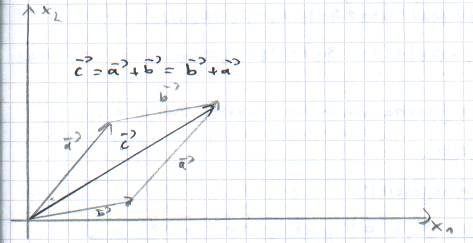 x₂
c⃗ = a⃗ + b⃗ = b⃗ + a⃗
b⃗
a⃗
c⃗
a⃗
b⃗
x₁